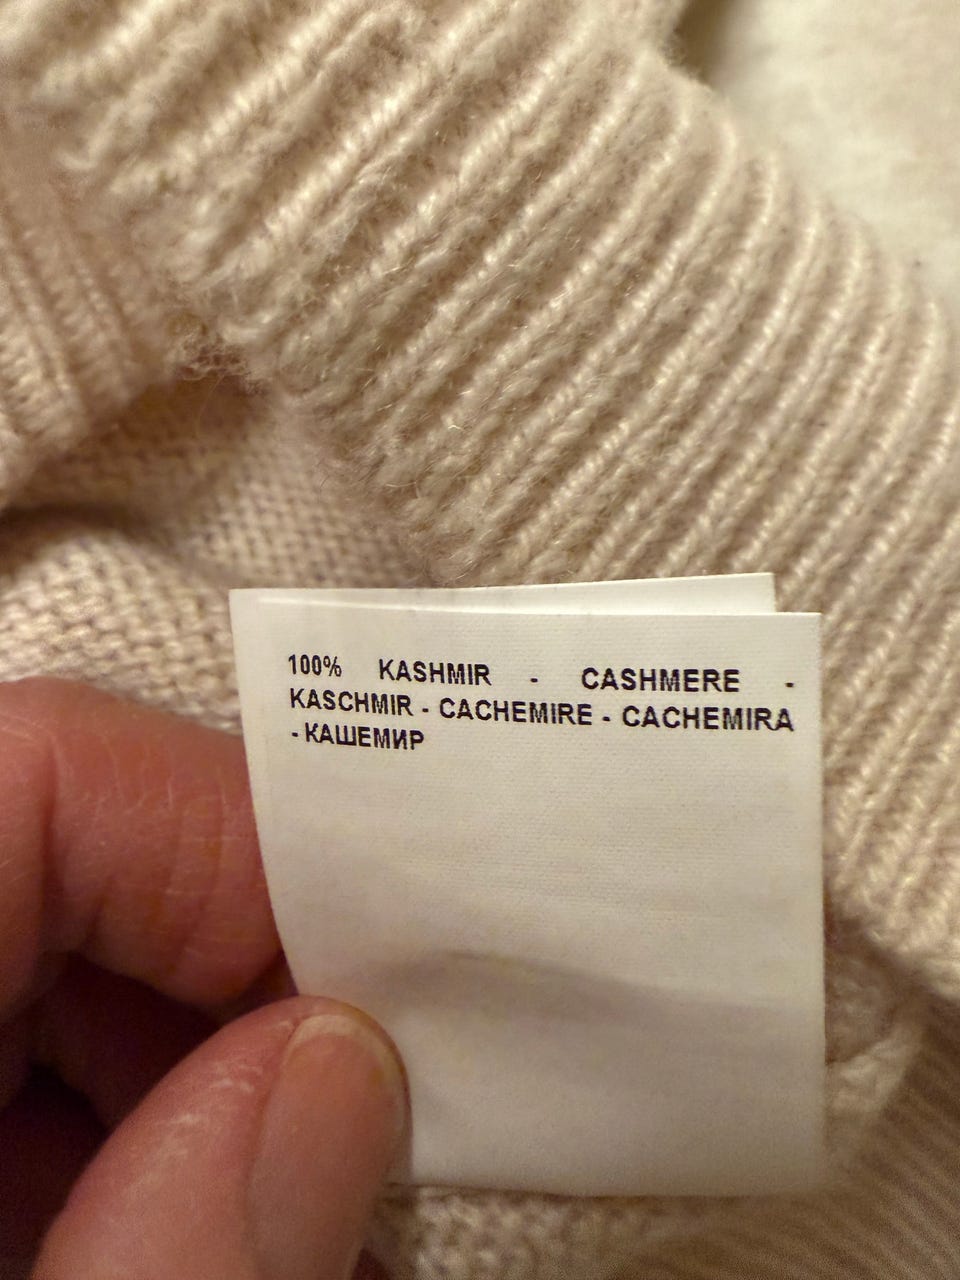 100% KASHMIR - CASHMERE -
KASCHMIR - CACHEMIRE - CACHEMIRA
- КАШЕМИР